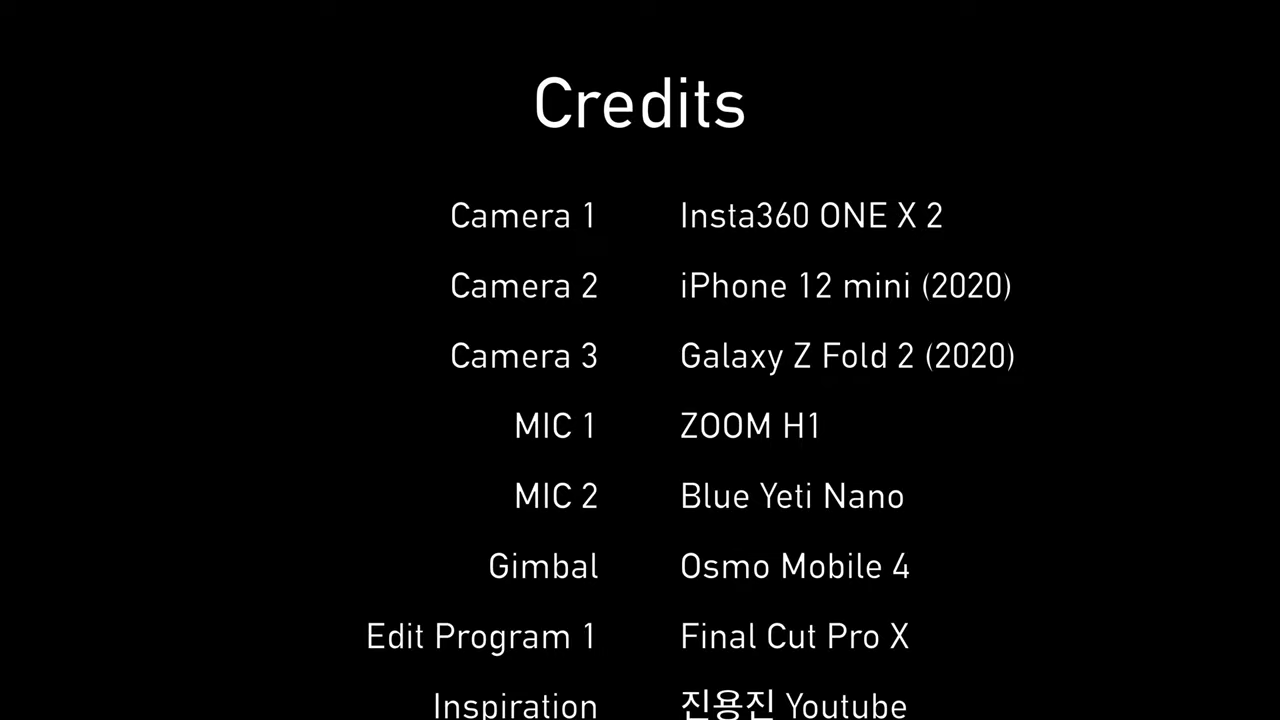 Credits
Camera 1 Insta360 ONE X 2
Camera 2 iPhone 12 mini (2020)
Camera 3 Galaxy Z Fold 2 (2020)
MIC 1 ZOOM H1
MIC 2 Blue Yeti Nano
Gimbal Osmo Mobile 4
Edit Program 1 Final Cut Pro X
Inspiration 진용진 Youtube